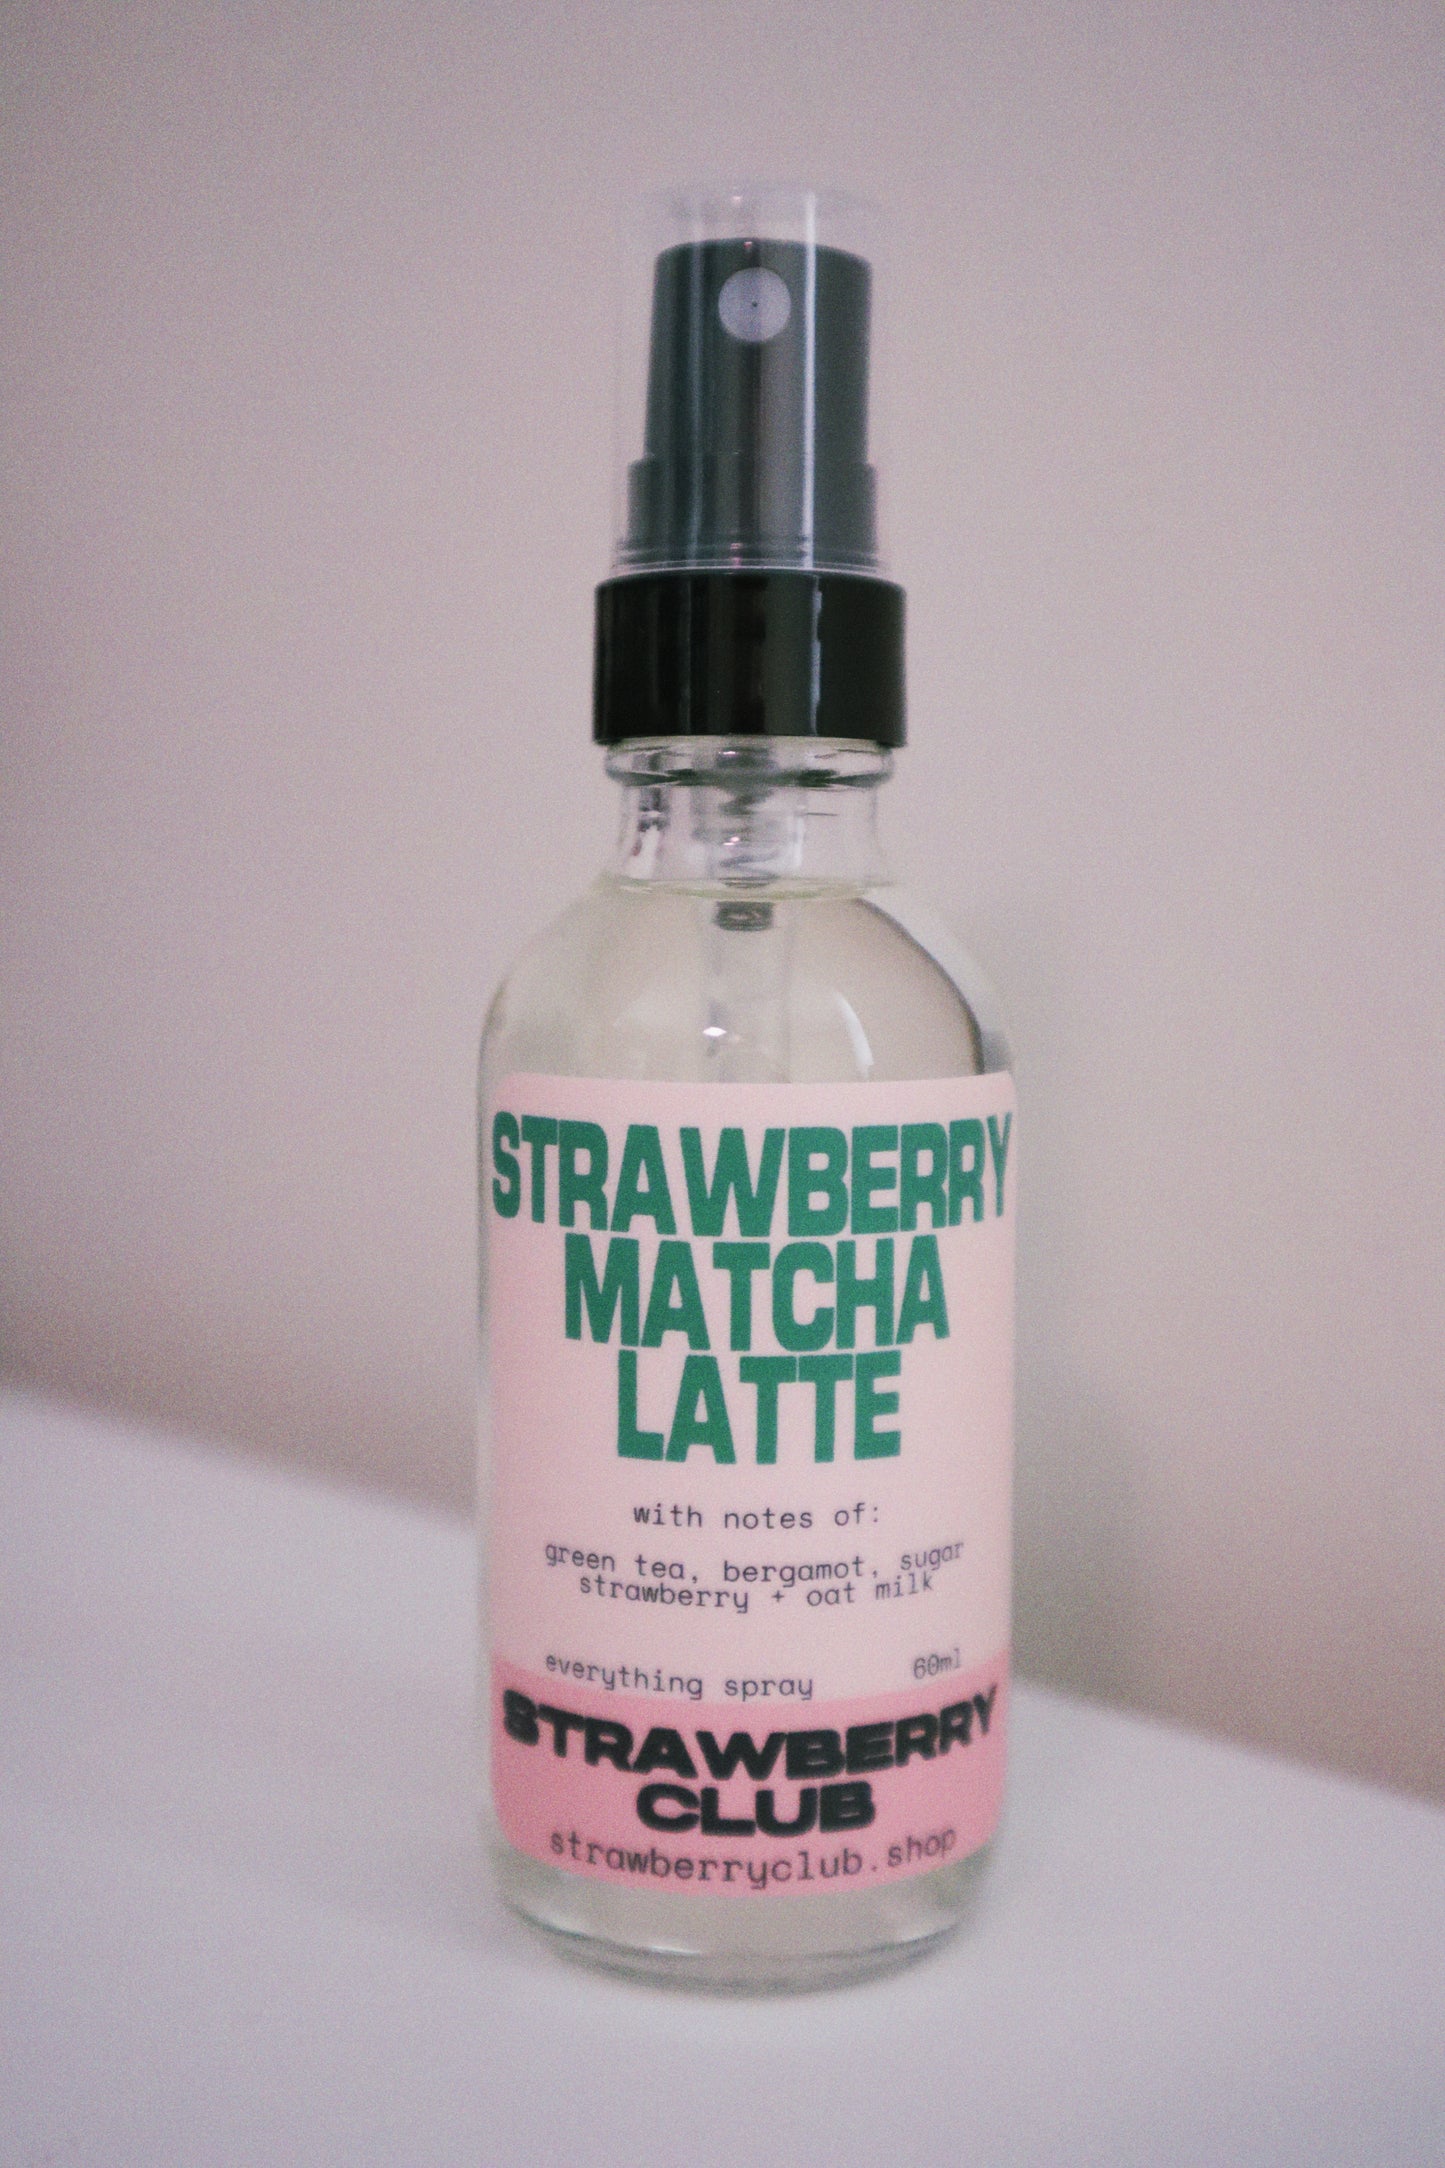 STRAWBERRY
MATCHA
LATTE
with notes of:
green tea, bergamot, sugar
strawberry + oat milk
everything spray 60ml
STRAWBERRY
CLUB
strawberryclub.shop